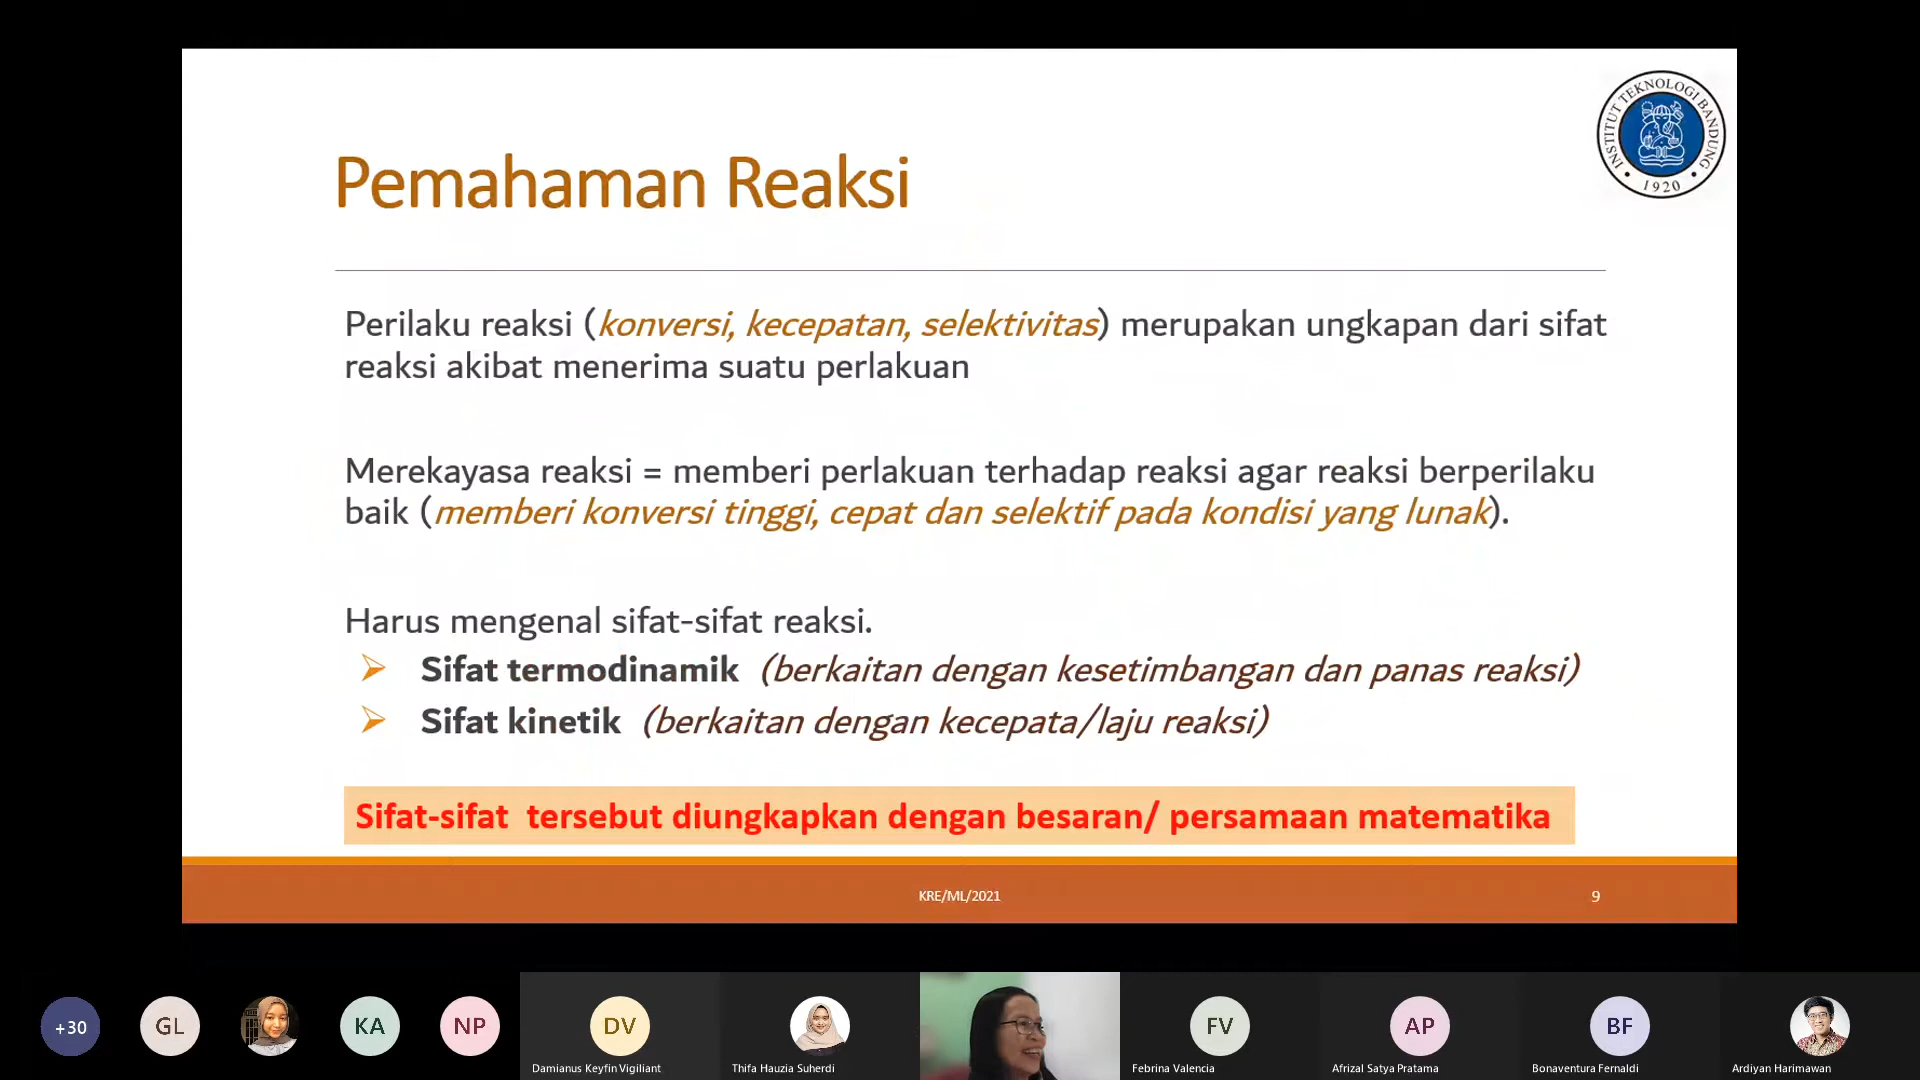 INSTITUT TEKNOLOGI BANDUNG
1920
Pemahaman Reaksi
Perilaku reaksi (konversi, kecepatan, selektivitas) merupakan ungkapan dari sifat
reaksi akibat menerima suatu perlakuan
Merekayasa reaksi = memberi perlakuan terhadap reaksi agar reaksi berperilaku
baik (memberi konversi tinggi, cepat dan selektif pada kondisi yang lunak).
Harus mengenal sifat-sifat reaksi.
Sifat termodinamik (berkaitan dengan kesetimbangan dan panas reaksi)
Sifat kinetik (berkaitan dengan kecepata/laju reaksi)
Sifat-sifat tersebut diungkapkan dengan besaran/ persamaan matematika
KRE/ML/2021
9
+30
GL
KA
NP
DV
FV
AP
BF
Damianus Keyfin Vigiliant
Thifa Hauzia Suherdi
Febrina Valencia
Afrizal Satya Pratama
Bonaventura Fernaldi
Ardiyan Harimawan